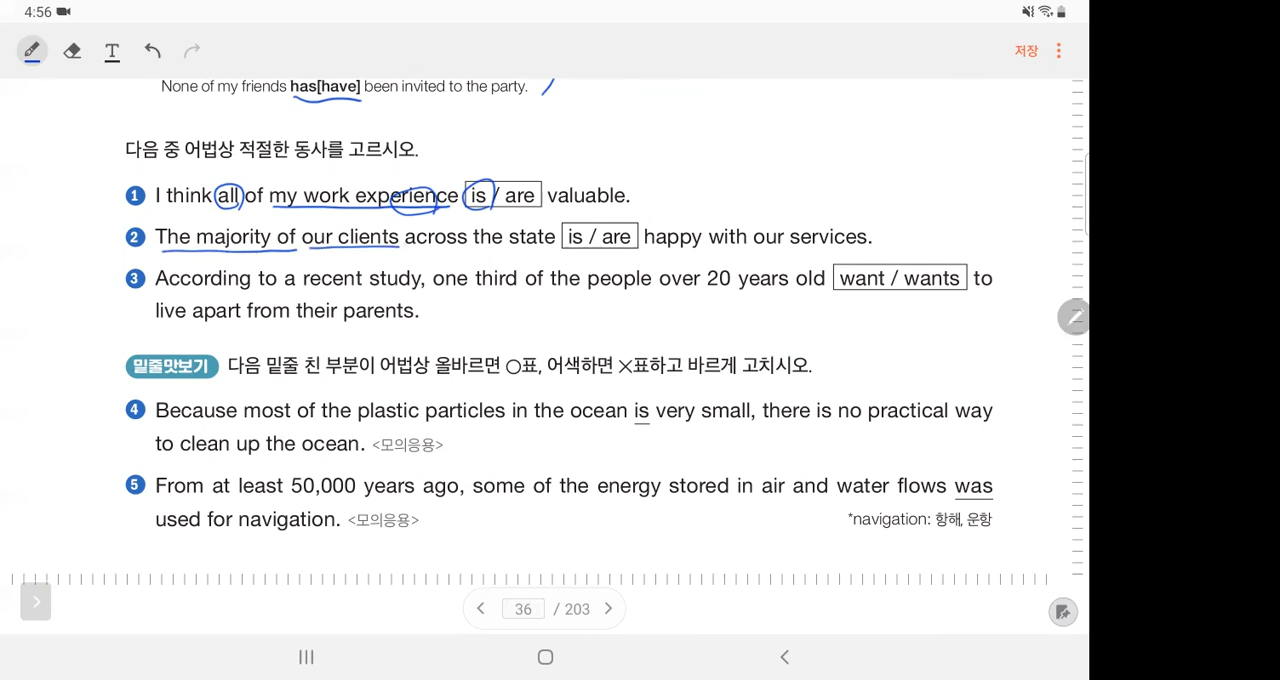 4:56
T
저장
None of my friends has[have] been invited to the party.
다음 중 어법상 적절한 동사를 고르시오.
1 I think all of my work experience is / are valuable.
2 The majority of our clients across the state is / are happy with our services.
3 According to a recent study, one third of the people over 20 years old want / wants to
live apart from their parents.
밑줄맛보기 다음 밑줄 친 부분이 어법상 올바르면 ○표, 어색하면 ×표하고 바르게 고치시오.
4 Because most of the plastic particles in the ocean is very small, there is no practical way
to clean up the ocean. <모의응용>
5 From at least 50,000 years ago, some of the energy stored in air and water flows was
used for navigation. <모의응용> *navigation: 항해, 운항
36 / 203